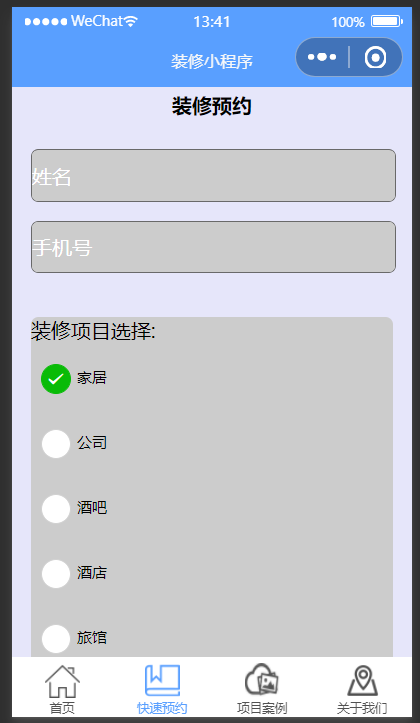 WeChat 13:41 100%
装修小程序
装修预约
姓名
手机号
装修项目选择:
家居
公司
酒吧
酒店
旅馆
首页 快速预约 项目案例 关于我们